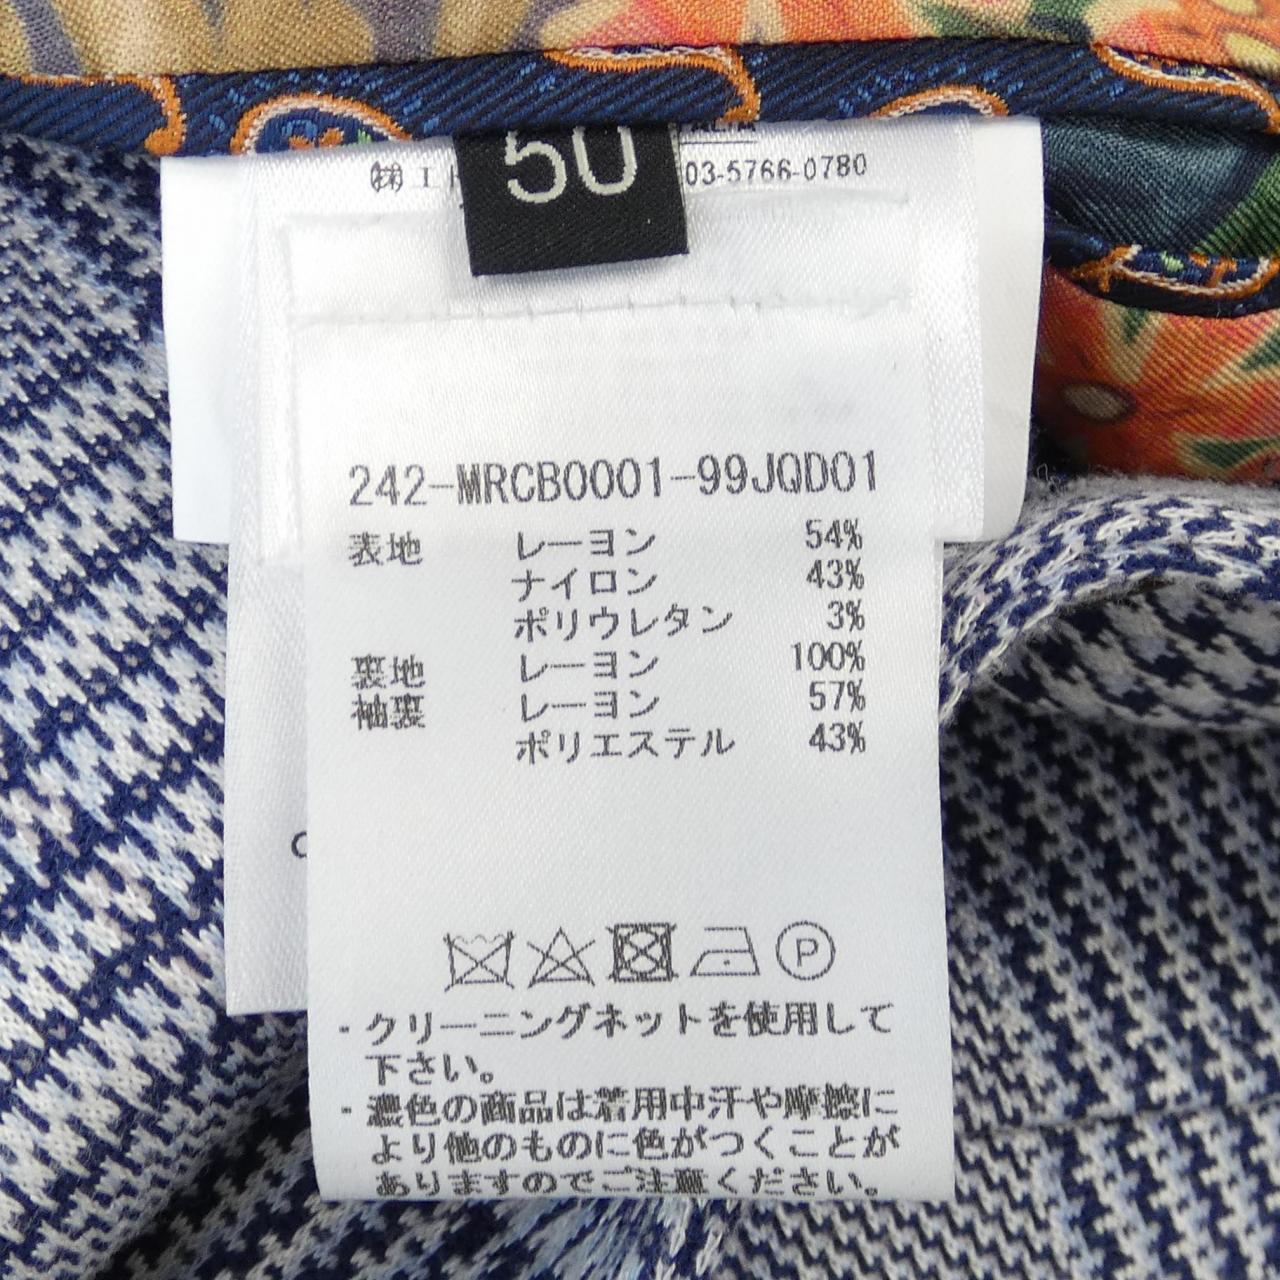 50
㈱エト
03-5766-0780
242-MRCB0001-99JQD01
表地 レーヨン 54%
ナイロン 43%
ポリウレタン 3%
裏地 レーヨン 100%
袖裏 レーヨン 57%
ポリエステル 43%
P
・クリーニングネットを使用して
下さい。
・濃色の商品は着用中汗や摩擦に
より他のものに色がつくことが
ありますのでご注意ください。